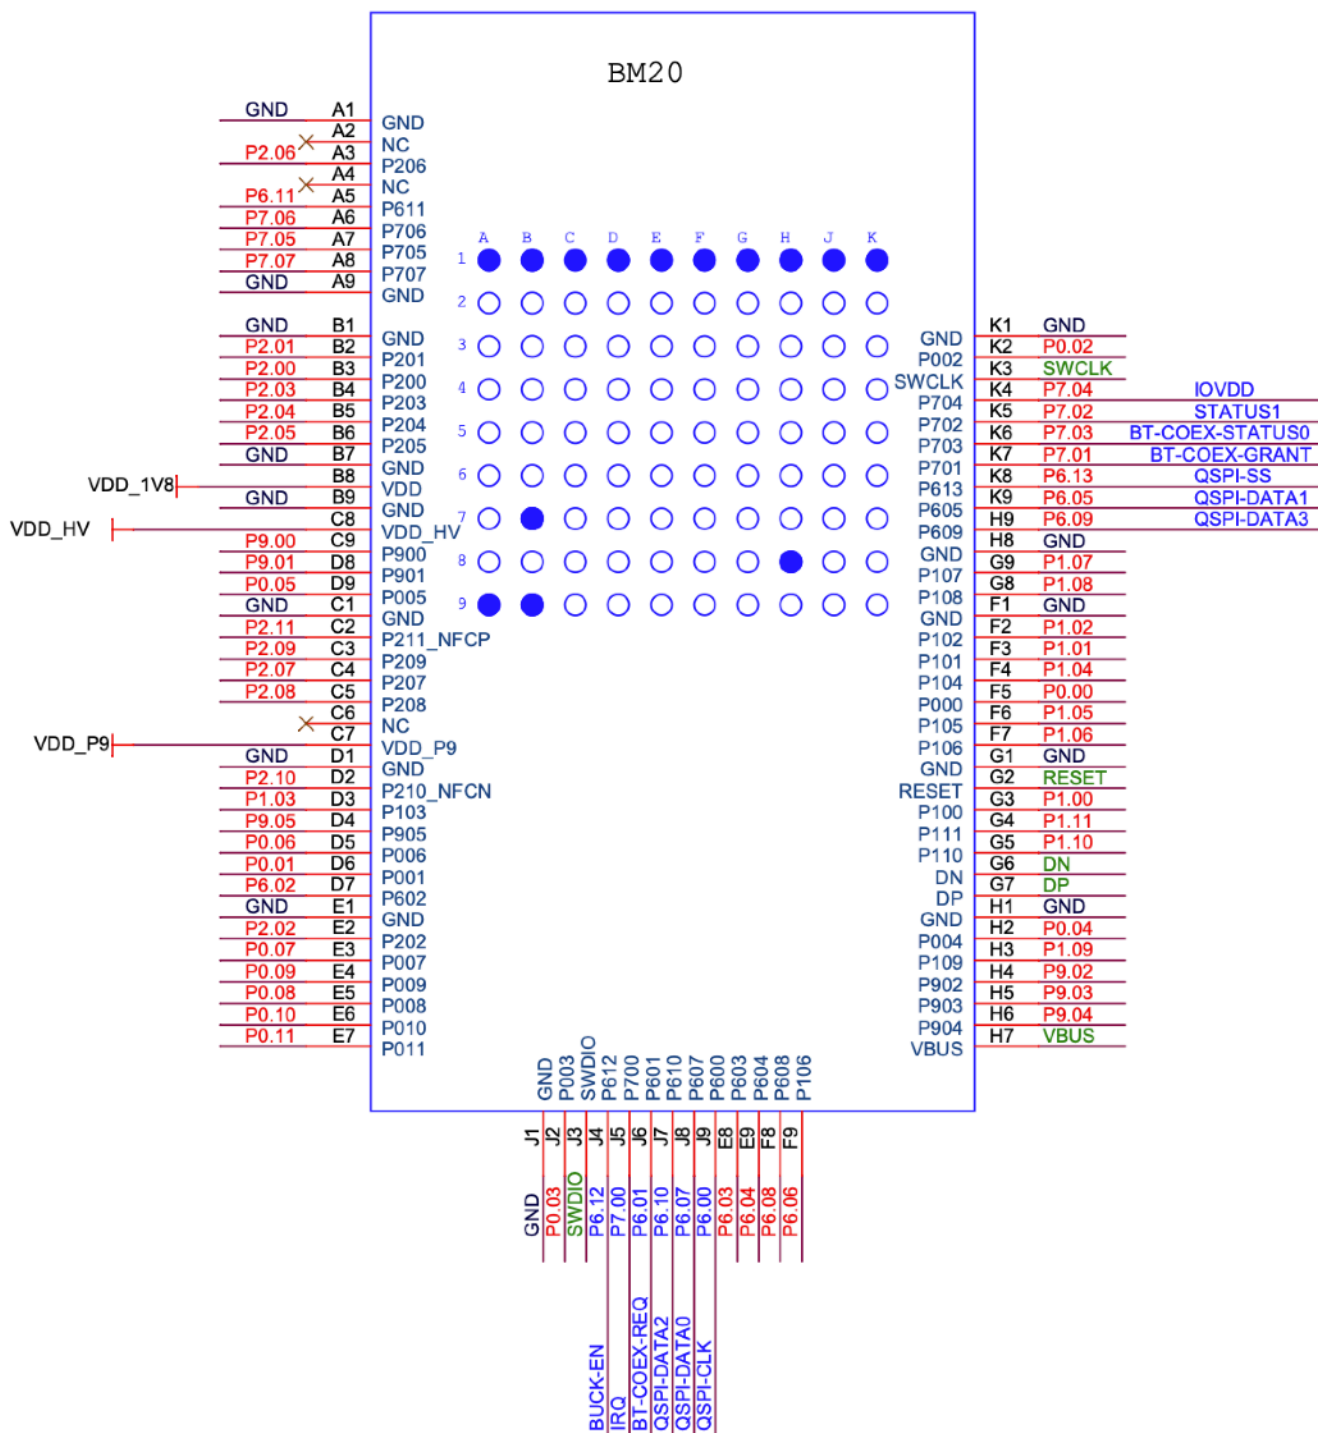 BM20
GND A1 GND
A2 NC
P2.06 A3 P206
A4 NC
P6.11 A5 P611
P7.06 A6 P706
P7.05 A7 P705
P7.07 A8 P707
GND A9 GND
GND B1 GND
P2.01 B2 P201
P2.00 B3 P200
P2.03 B4 P203
P2.04 B5 P204
P2.05 B6 P205
GND B7 GND
VDD_1V8 B8 VDD
GND B9 GND
VDD_HV C8 VDD_HV
P9.00 C9 P900
P9.01 D8 P901
P0.05 D9 P005
GND C1 GND
P2.11 C2 P211_NFCP
P2.09 C3 P209
P2.07 C4 P207
P2.08 C5 P208
C6 NC
VDD_P9 C7 VDD_P9
GND D1 GND
P2.10 D2 P210_NFCN
P1.03 D3 P103
P9.05 D4 P905
P0.06 D5 P006
P0.01 D6 P001
P6.02 D7 P602
GND E1 GND
P2.02 E2 P202
P0.07 E3 P007
P0.09 E4 P009
P0.08 E5 P008
P0.10 E6 P010
P0.11 E7 P011
A B C D E F G H J K
1
2
3
4
5
6
7
8
9
GND K1 GND
P002 K2 P0.02
SWCLK K3 SWCLK
P704 K4 P7.04 IOVDD
P702 K5 P7.02 STATUS1
P703 K6 P7.03 BT-COEX-STATUS0
P701 K7 P7.01 BT-COEX-GRANT
P613 K8 P6.13 QSPI-SS
P605 K9 P6.05 QSPI-DATA1
P609 H9 P6.09 QSPI-DATA3
GND H8 GND
P107 G9 P1.07
P108 G8 P1.08
GND F1 GND
P102 F2 P1.02
P101 F3 P1.01
P104 F4 P1.04
P000 F5 P0.00
P105 F6 P1.05
P106 F7 P1.06
GND G1 GND
RESET G2 RESET
P100 G3 P1.00
P111 G4 P1.11
P110 G5 P1.10
DN G6 DN
DP G7 DP
GND H1 GND
P004 H2 P0.04
P109 H3 P1.09
P902 H4 P9.02
P903 H5 P9.03
P904 H6 P9.04
VBUS H7 VBUS
GND J1 GND
P003 J2 P0.03
SWDIO J3 SWDIO
P612 J4 P6.12 BUCK-EN
P700 J5 P7.00 IRQ
P601 J6 P6.01 BT-COEX-REQ
P610 J7 P6.10 QSPI-DATA2
P607 J8 P6.07 QSPI-DATA0
P600 J9 P6.00 QSPI-CLK
P603 E8 P6.03
P604 E9 P6.04
P608 F8 P6.08
P106 F9 P6.06